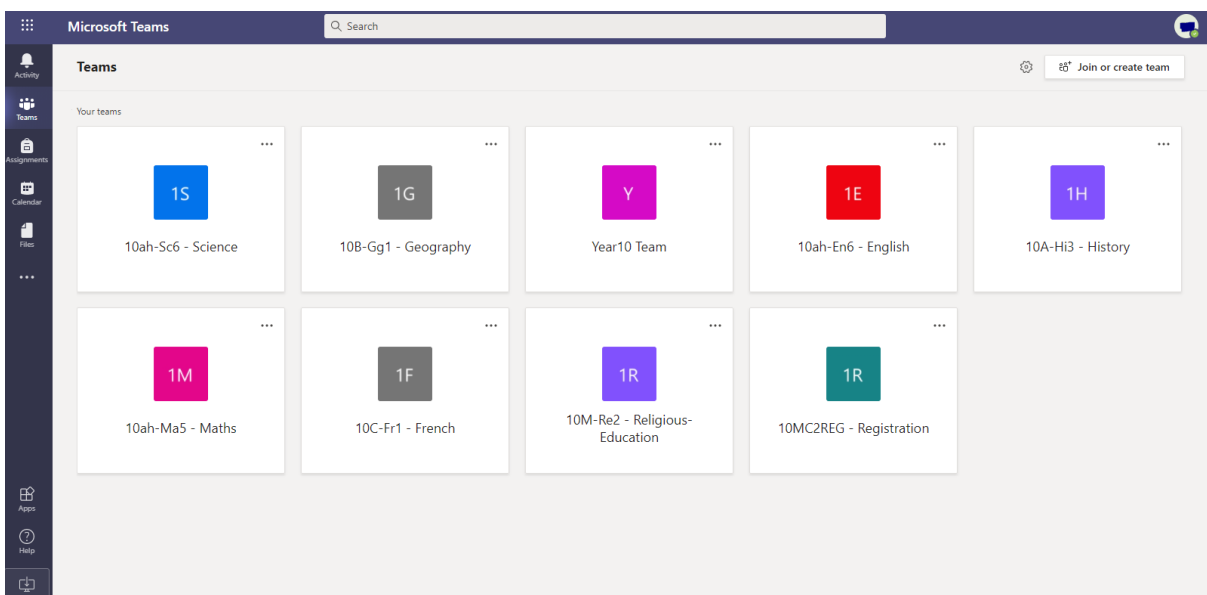 Microsoft Teams
Search
Activity
Teams
Assignments
Calendar
Files
Apps
Help
Teams
Join or create team
Your teams
1S
10ah-Sc6 - Science
1G
10B-Gg1 - Geography
Y
Year10 Team
1E
10ah-En6 - English
1H
10A-Hi3 - History
1M
10ah-Ma5 - Maths
1F
10C-Fr1 - French
1R
10M-Re2 - Religious-
Education
1R
10MC2REG - Registration